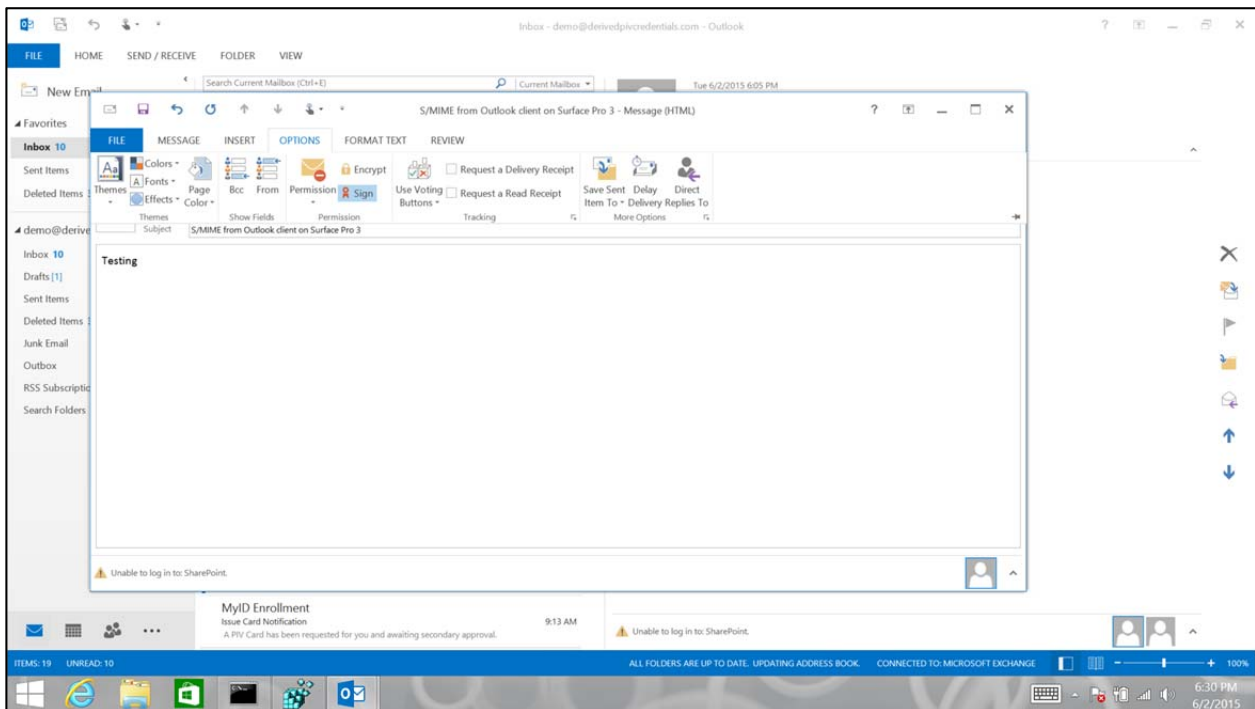 Inbox - demo@derivedpivcredentials.com - Outlook
FILE HOME SEND / RECEIVE FOLDER VIEW
New Email
Search Current Mailbox (Ctrl+E) Current Mailbox
Tue 6/2/2015 6:05 PM
S/MIME from Outlook client on Surface Pro 3 - Message (HTML)
FILE MESSAGE INSERT OPTIONS FORMAT TEXT REVIEW
Favorites
Inbox 10
Sent Items
Deleted Items
Themes
Colors
Fonts
Effects
Page Color
Themes
Bcc From
Show Fields
Permission
Encrypt
Sign
Permission
Use Voting Buttons
Request a Delivery Receipt
Request a Read Receipt
Tracking
Save Sent Item To
Delay Delivery
Direct Replies To
More Options
Subject S/MIME from Outlook client on Surface Pro 3
Testing
demo@derive
Inbox 10
Drafts [1]
Sent Items
Deleted Items
Junk Email
Outbox
RSS Subscriptio
Search Folders
Unable to log in to: SharePoint.
MyID Enrollment
Issue Card Notification 9:13 AM
A PIV Card has been requested for you and awaiting secondary approval.
Unable to log in to: SharePoint.
ITEMS: 19 UNREAD: 10 ALL FOLDERS ARE UP TO DATE. UPDATING ADDRESS BOOK. CONNECTED TO: MICROSOFT EXCHANGE 100%
6:30 PM
6/2/2015